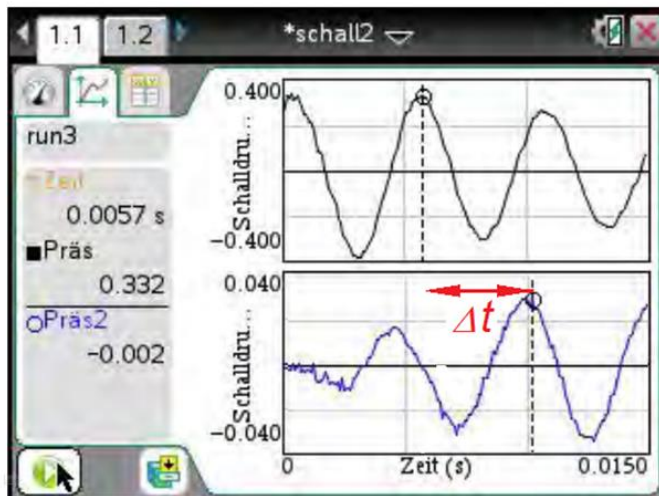 1.1 1.2 *schall2
run3
Zeit
0.0057 s
Präs
0.332
Präs2
-0.002
0.400
Schalldru...
-0.400
0.040
Δt
Schalldru...
-0.040
0 Zeit (s) 0.0150